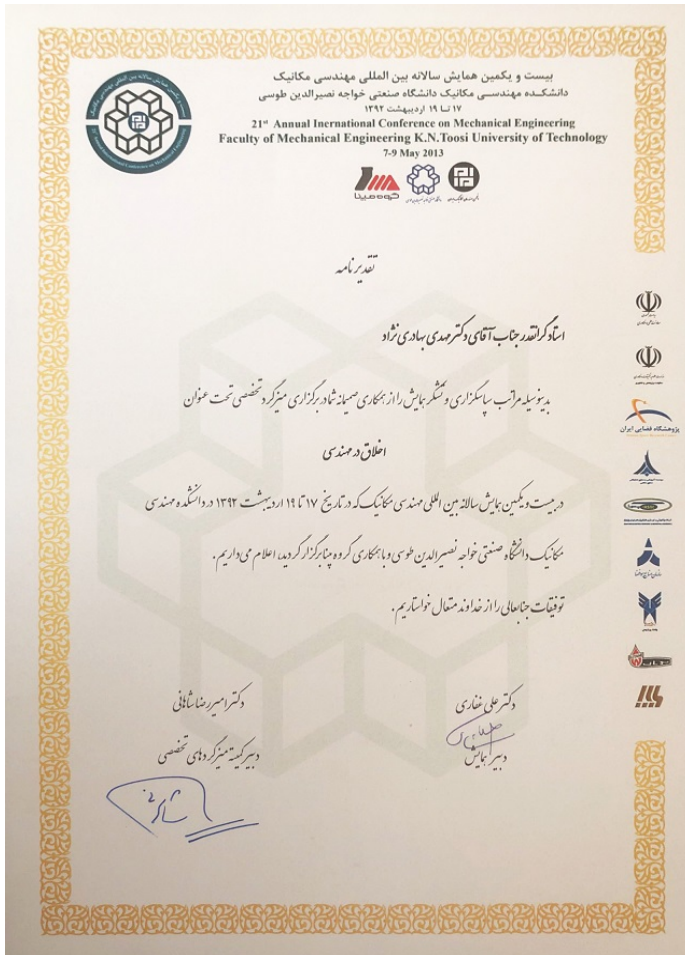 بیست و یکمین همایش سالانه بین المللی مهندسی مکانیک
دانشکده مهندسی مکانیک دانشگاه صنعتی خواجه نصیرالدین طوسی
۱۷ تا ۱۹ اردیبهشت ۱۳۹۲
21st Annual Inernational Conference on Mechanical Engineering
Faculty of Mechanical Engineering K.N.Toosi University of Technology
7-9 May 2013
گروه مپنا
تقدیرنامه
استاد گرانقدر جناب آقای دکتر مهدی بهادری نژاد
بدینوسیله مراتب سپاسگزاری و تشکر همایش را از همکاری صمیمانه شما در برگزاری میزگرد تخصصی تحت عنوان
اخلاق در مهندسی
در بیست و یکمین همایش سالانه بین المللی مهندسی مکانیک که در تاریخ ۱۷ تا ۱۹ اردیبهشت ۱۳۹۲ در دانشکده مهندسی
مکانیک دانشگاه صنعتی خواجه نصیرالدین طوسی و با همکاری گروه مپنا برگزار گردید، اعلام می‌داریم.
توفیقات جنابعالی را از خداوند متعال خواستاریم.
دکتر علی غفاری
دبیر همایش
دکتر امیررضا شاهانی
دبیر کمیته میزگردهای تخصصی
پژوهشگاه فضایی ایران